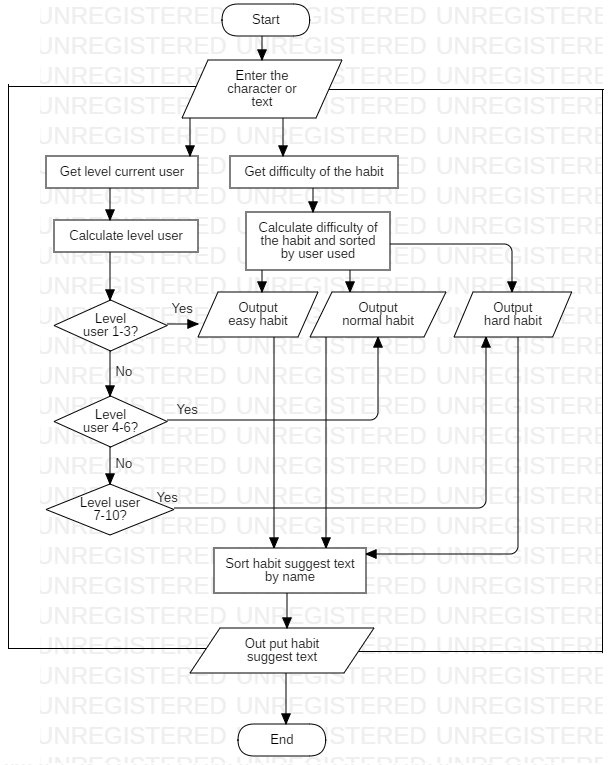 Start
Enter the
character or
text
Get level current user
Get difficulty of the habit
Calculate level user
Calculate difficulty of
the habit and sorted
by user used
Level
user 1-3?
Yes
Output
easy habit
Output
normal habit
Output
hard habit
No
Level
user 4-6?
Yes
No
Level user
7-10?
Yes
Sort habit suggest text
by name
Out put habit
suggest text
End
UNREGISTERED